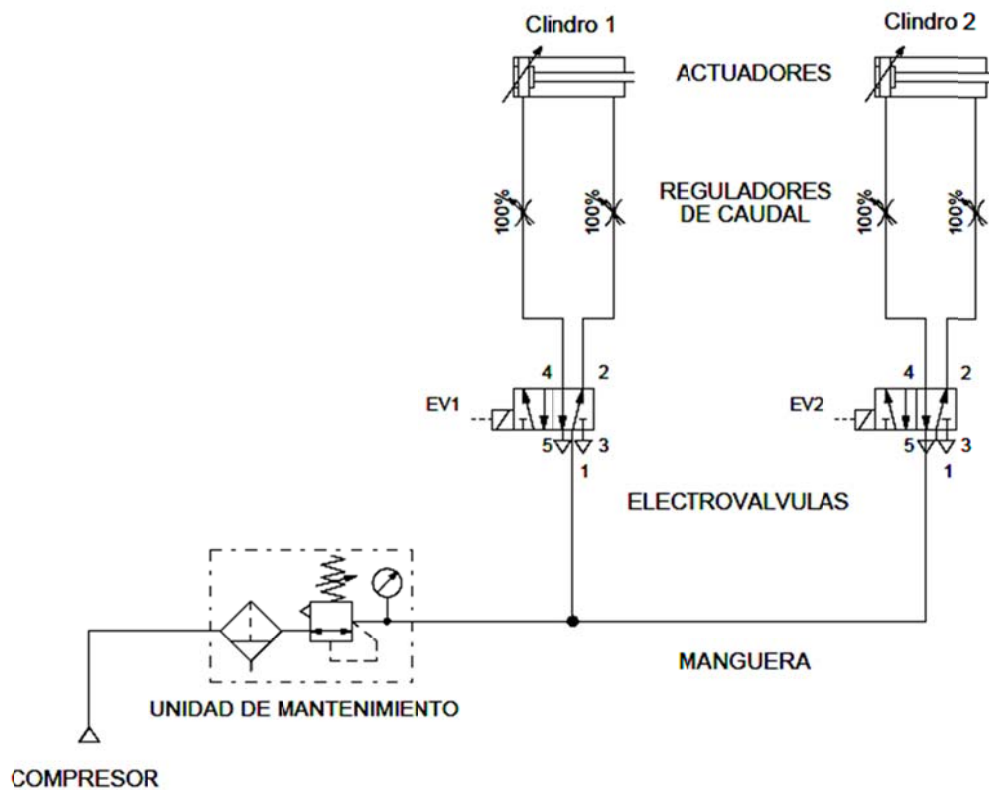 Clindro 1
Clindro 2
ACTUADORES
100%
100%
REGULADORES
DE CAUDAL
100%
100%
4
2
EV1
5
3
1
4
2
EV2
5
3
1
ELECTROVALVULAS
MANGUERA
UNIDAD DE MANTENIMIENTO
COMPRESOR